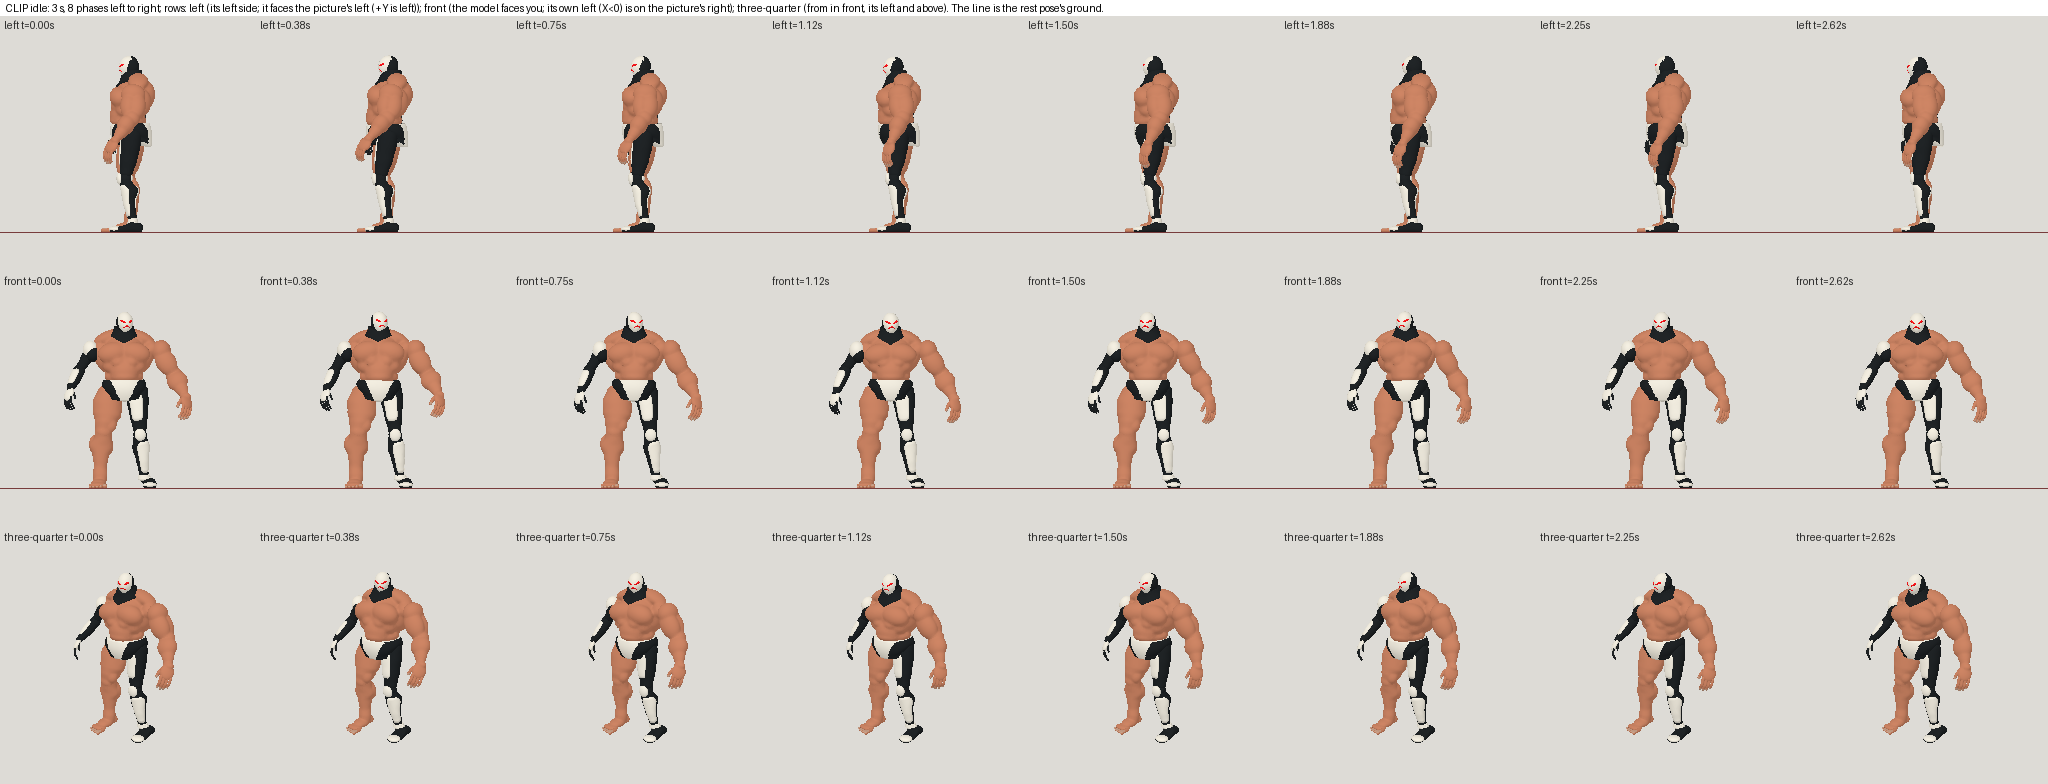 CLIP idle: 3 s, 8 phases left to right; rows: left (its left side; it faces the picture's left (+Y is left)); front (the model faces you; its own left (X<0) is on the picture's right); three-quarter (from in front, its left and above). The line is the rest pose's ground.
left t=0.00s left t=0.38s left t=0.75s left t=1.12s left t=1.50s left t=1.88s left t=2.25s left t=2.62s
front t=0.00s front t=0.38s front t=0.75s front t=1.12s front t=1.50s front t=1.88s front t=2.25s front t=2.62s
three-quarter t=0.00s three-quarter t=0.38s three-quarter t=0.75s three-quarter t=1.12s three-quarter t=1.50s three-quarter t=1.88s three-quarter t=2.25s three-quarter t=2.62s